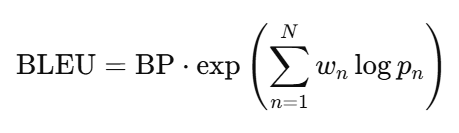 BLEU = BP · exp ( ∑_{n=1}^{N} w_n log p_n )